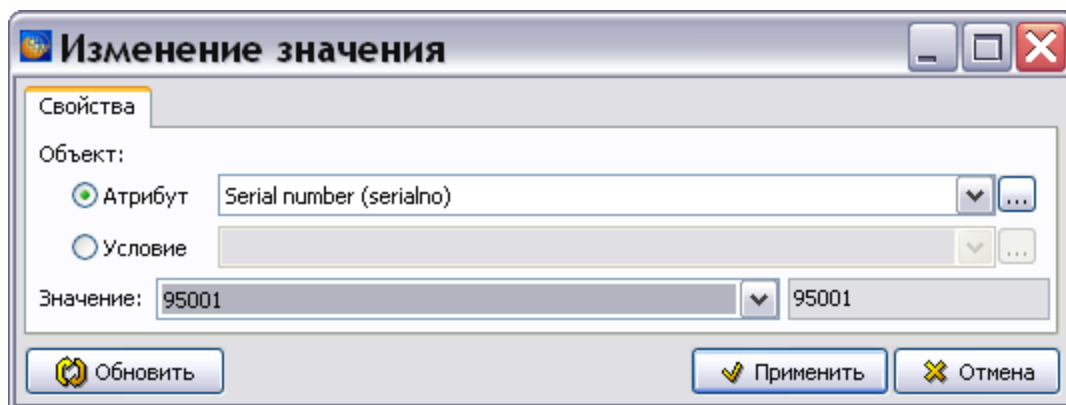 Изменение значения
Свойства
Объект:
Атрибут Serial number (serialno) ...
Условие ...
Значение: 95001 95001
Обновить Применить Отмена